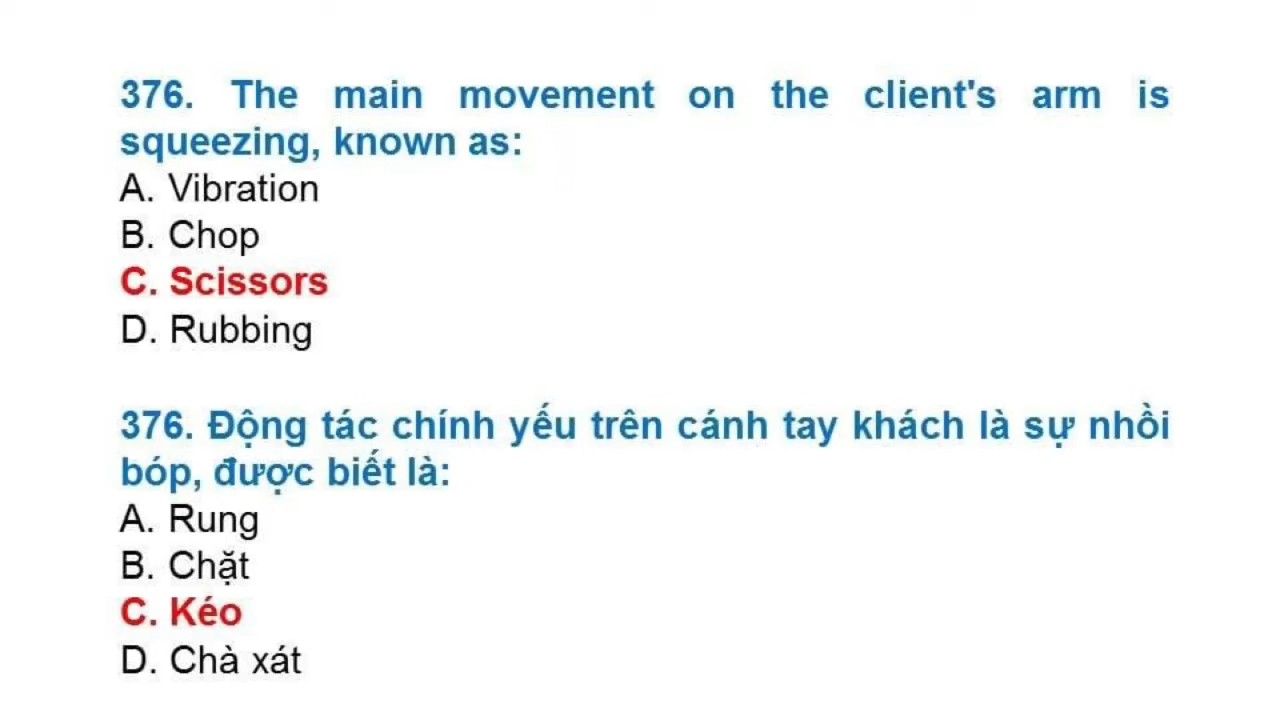 376. The main movement on the client's arm is
squeezing, known as:
A. Vibration
B. Chop
C. Scissors
D. Rubbing
376. Động tác chính yếu trên cánh tay khách là sự nhồi
bóp, được biết là:
A. Rung
B. Chặt
C. Kéo
D. Chà xát